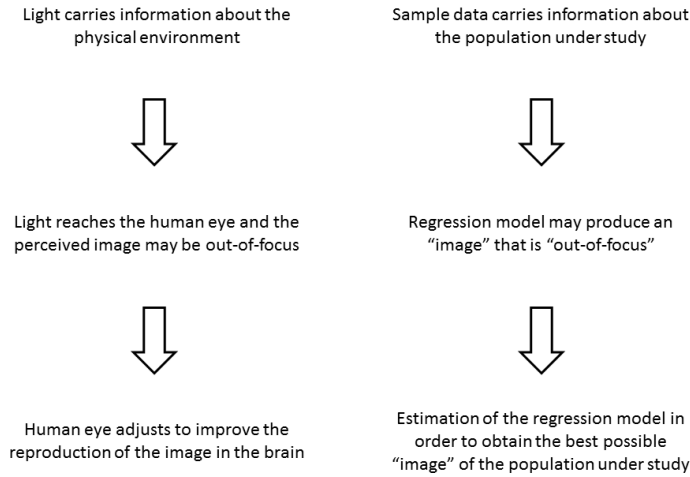 Light carries information about the
physical environment
Sample data carries information about
the population under study
Light reaches the human eye and the
perceived image may be out-of-focus
Regression model may produce an
“image” that is “out-of-focus”
Human eye adjusts to improve the
reproduction of the image in the brain
Estimation of the regression model in
order to obtain the best possible
“image” of the population under study